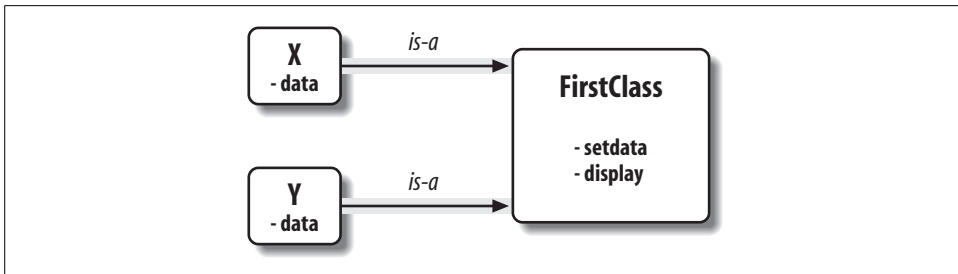 X
- data
is-a
FirstClass
- setdata
- display
Y
- data
is-a